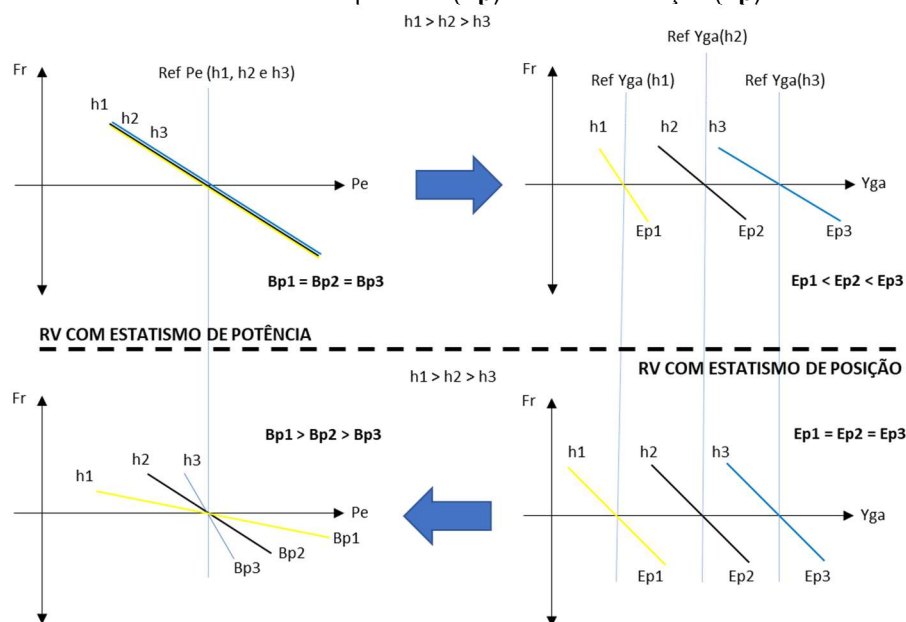 (Bp) (Ep)
h1 > h2 > h3
Fr
Ref Pe (h1, h2 e h3)
h1
h2
h3
Pe
Bp1 = Bp2 = Bp3
Ref Yga(h2)
Fr
Ref Yga (h1)
Ref Yga(h3)
h1
h2
h3
Yga
Ep1
Ep2
Ep3
Ep1 < Ep2 < Ep3
RV COM ESTATISMO DE POTÊNCIA
RV COM ESTATISMO DE POSIÇÃO
h1 > h2 > h3
Fr
Bp1 > Bp2 > Bp3
h1
h2
h3
Pe
Bp1
Bp2
Bp3
Fr
Ep1 = Ep2 = Ep3
h1
h2
h3
Yga
Ep1
Ep2
Ep3